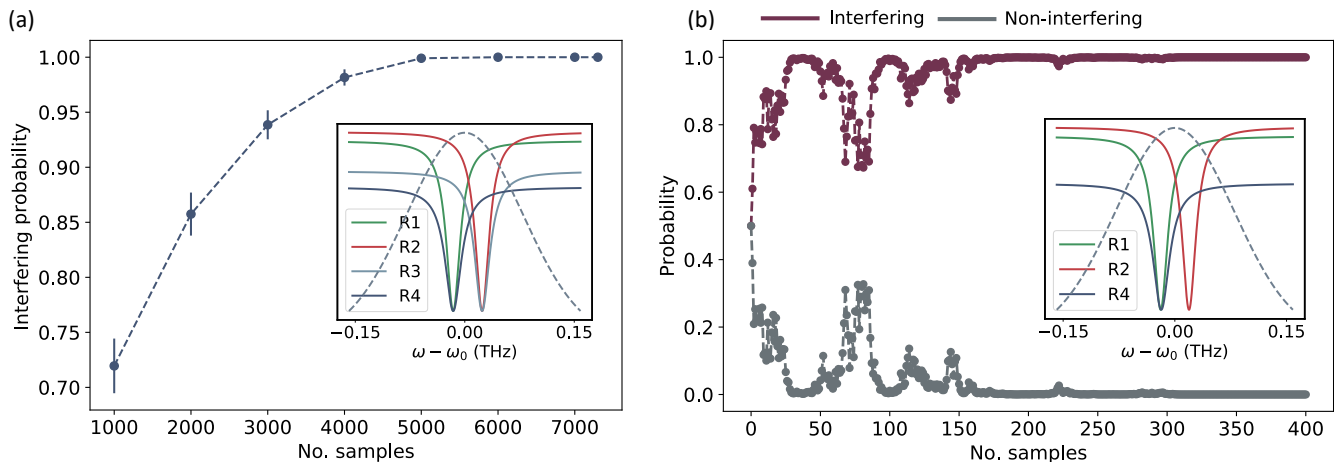 (a)
Interfering probability
1.00
0.95
0.90
0.85
0.80
0.75
0.70
1000 2000 3000 4000 5000 6000 7000
No. samples
R1
R2
R3
R4
−0.15 0.00 0.15
ω − ω₀ (THz)
(b)
Interfering Non-interfering
Probability
1.0
0.8
0.6
0.4
0.2
0.0
0 50 100 150 200 250 300 350 400
No. samples
R1
R2
R4
−0.15 0.00 0.15
ω − ω₀ (THz)